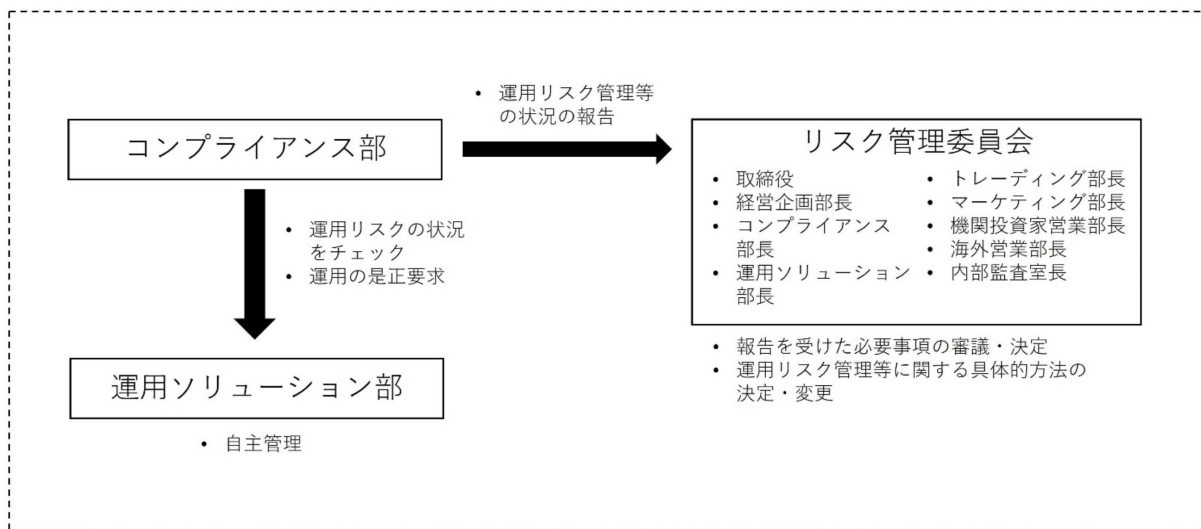 • 運用リスク管理等
の状況の報告
コンプライアンス部
• 運用リスクの状況
をチェック
• 運用の是正要求
運用ソリューション部
• 自主管理
リスク管理委員会
• 取締役
• 経営企画部長
• コンプライアンス
部長
• 運用ソリューション
部長
• トレーディング部長
• マーケティング部長
• 機関投資家営業部長
• 海外営業部長
• 内部監査室長
• 報告を受けた必要事項の審議・決定
• 運用リスク管理等に関する具体的方法の
決定・変更